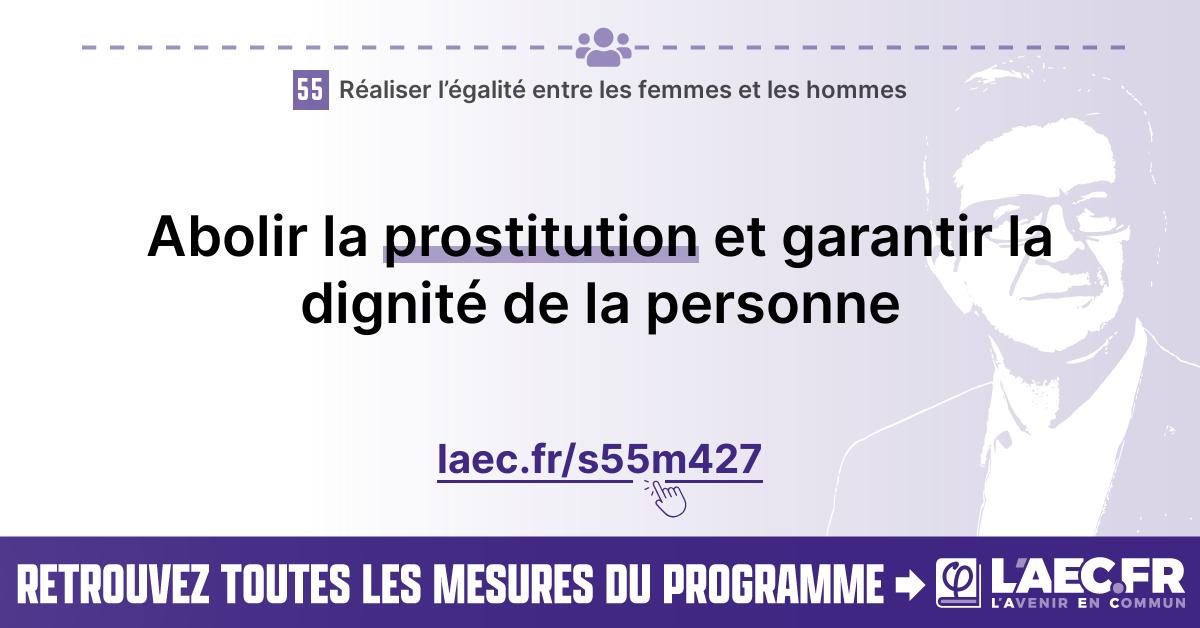 55 Réaliser l’égalité entre les femmes et les hommes
Abolir la prostitution et garantir la
dignité de la personne
laec.fr/s55m427
RETROUVEZ TOUTES LES MESURES DU PROGRAMME
L'AEC.FR
L'AVENIR EN COMMUN